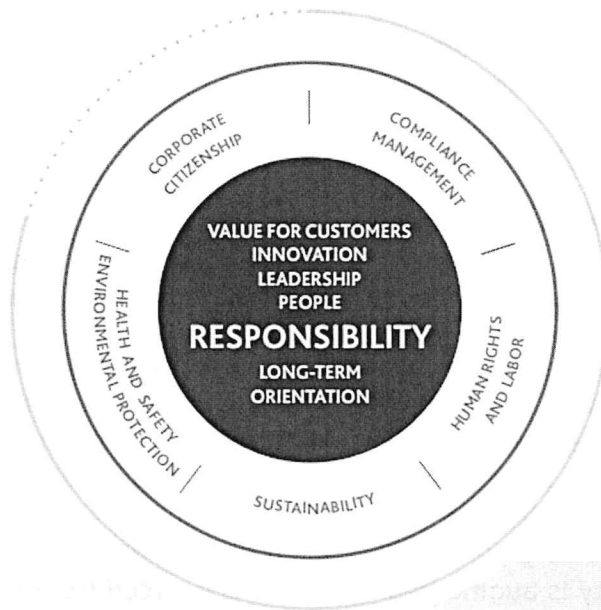 CORPORATE
CITIZENSHIP
COMPLIANCE
MANAGEMENT
VALUE FOR CUSTOMERS
INNOVATION
LEADERSHIP
PEOPLE
RESPONSIBILITY
LONG-TERM
ORIENTATION
HEALTH AND SAFETY
ENVIRONMENTAL PROTECTION
HUMAN RIGHTS
AND LABOR
SUSTAINABILITY